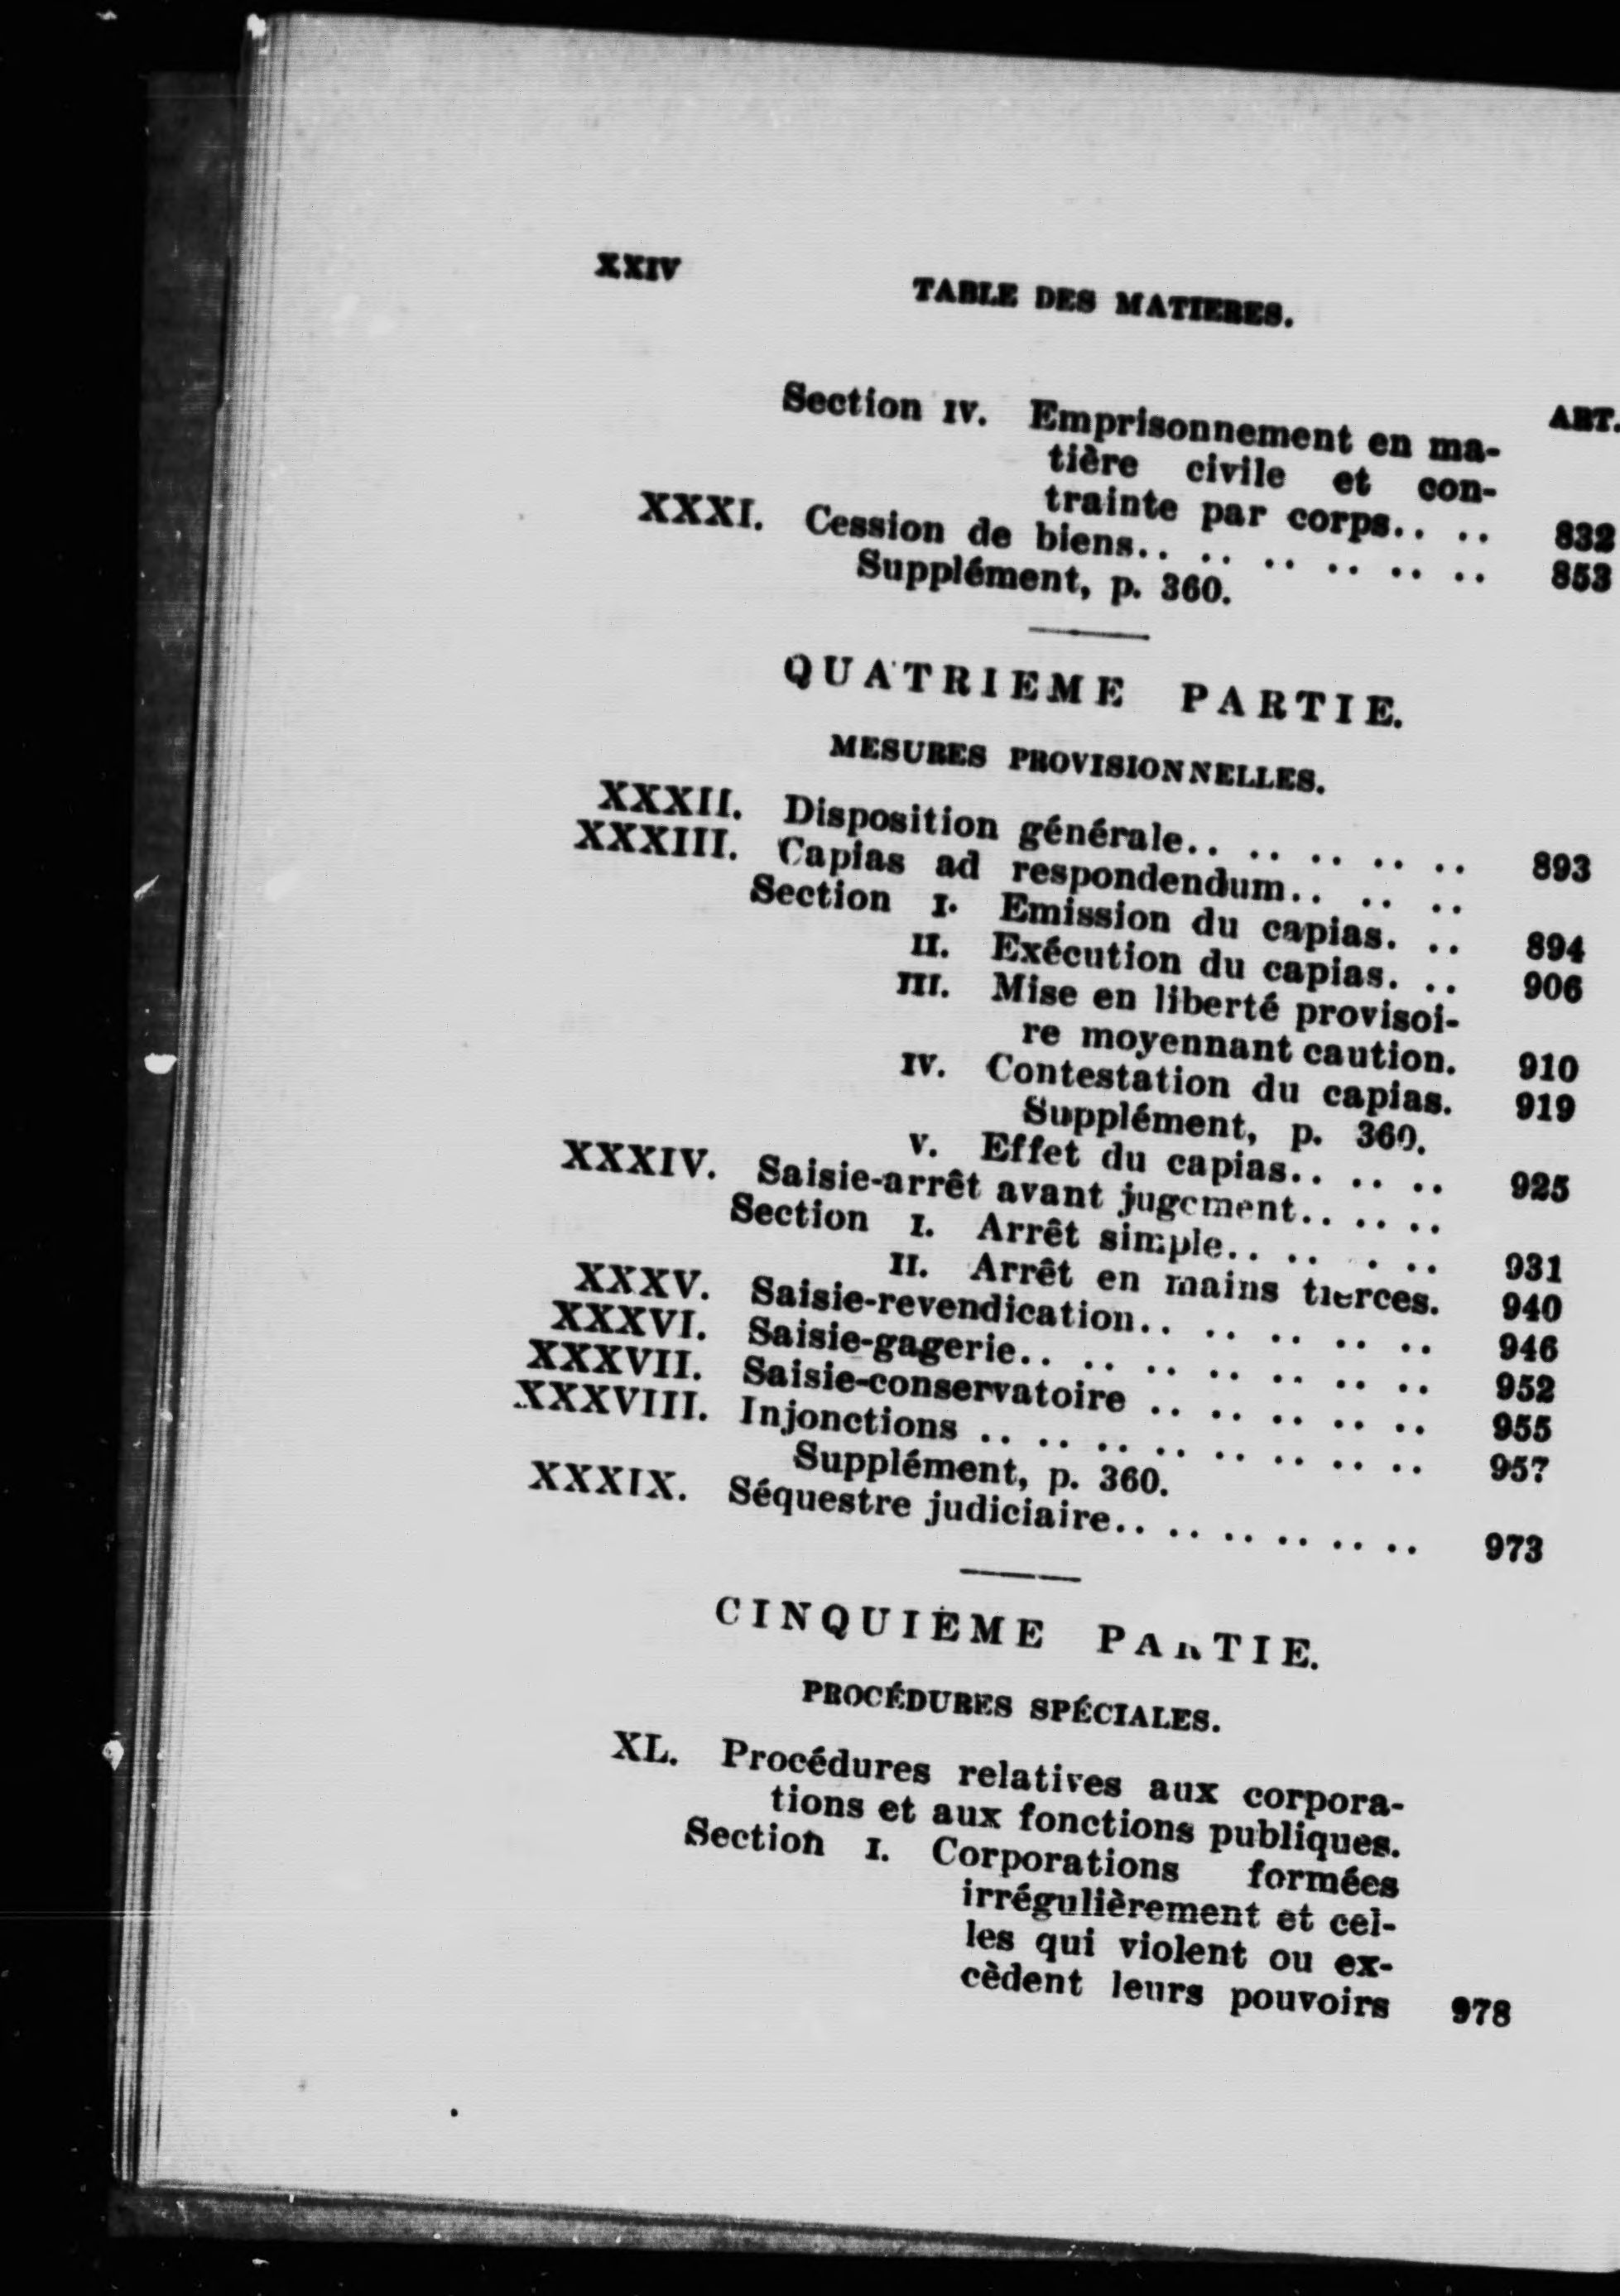 XXIV
TABLE DES MATIERES.
ART.
Section IV. Emprisonnement en ma-
tière civile et con-
trainte par corps.. .. 832
XXXI. Cession de biens.. .. .. .. .. .. 853
Supplément, p. 360.
QUATRIEME PARTIE.
MESURES PROVISIONNELLES.
XXXII. Disposition générale.. .. .. .. .. 893
XXXIII. Capias ad respondendum.. .. ..
Section I. Emission du capias. .. 894
II. Exécution du capias. .. 906
III. Mise en liberté provisoi-
re moyennant caution. 910
IV. Contestation du capias. 919
Supplément, p. 360.
V. Effet du capias.. .. .. 925
XXXIV. Saisie-arrêt avant jugement.. .. ..
Section I. Arrêt simple.. .. . .. 931
II. Arrêt en mains tierces. 940
XXXV. Saisie-revendication.. .. .. .. .. 946
XXXVI. Saisie-gagerie.. .. .. .. .. .. .. 952
XXXVII. Saisie-conservatoire .. .. .. .. .. 955
XXXVIII. Injonctions .. .. .. .. .. .. .. .. 957
Supplément, p. 360.
XXXIX. Séquestre judiciaire.. .. .. .. .. .. 973
CINQUIÈME PARTIE.
PROCÉDURES SPÉCIALES.
XL. Procédures relatives aux corpora-
tions et aux fonctions publiques.
Section I. Corporations formées
irrégulièrement et cel-
les qui violent ou ex-
cèdent leurs pouvoirs 978